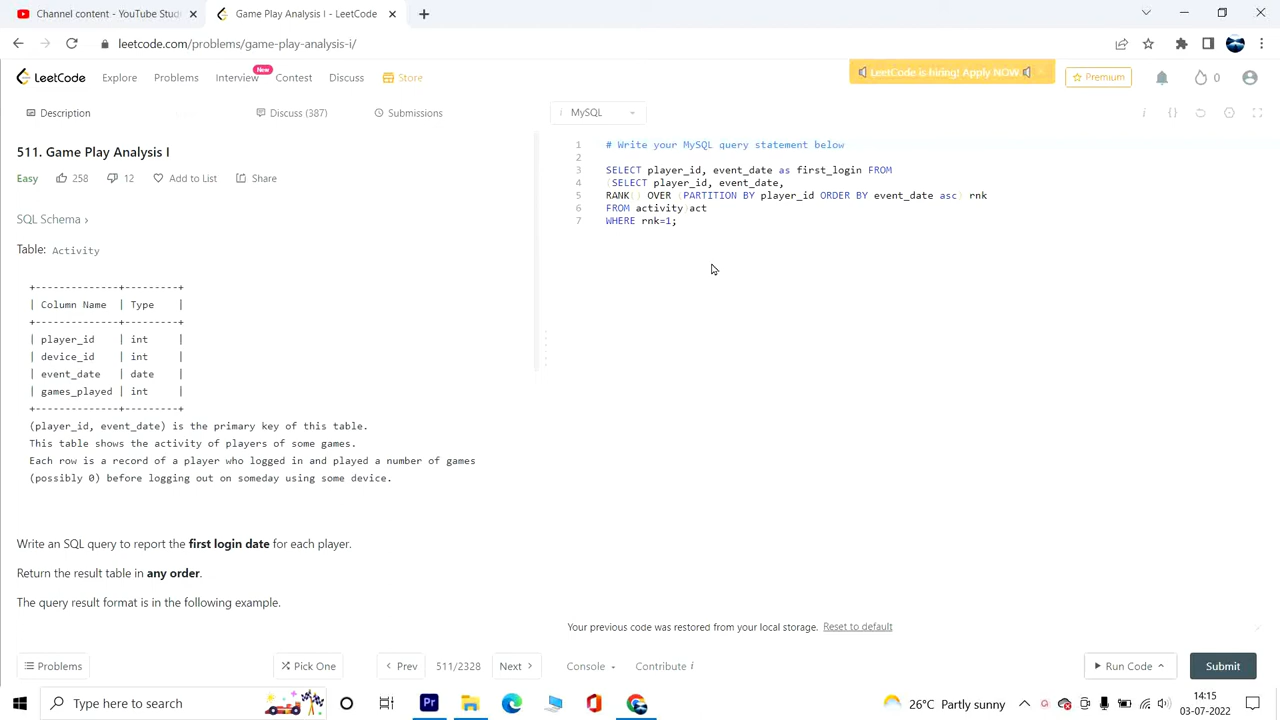 Channel content - YouTube Stud
Game Play Analysis I - LeetCode
leetcode.com/problems/game-play-analysis-i/
LeetCode Explore Problems Interview New Contest Discuss Store
LeetCode is hiring! Apply NOW. Premium 0
Description Discuss (387) Submissions
i MySQL
511. Game Play Analysis I
Easy 258 12 Add to List Share
SQL Schema
Table: Activity
+--------------+---------+
| Column Name | Type |
+--------------+---------+
| player_id | int |
| device_id | int |
| event_date | date |
| games_played | int |
+--------------+---------+
(player_id, event_date) is the primary key of this table.
This table shows the activity of players of some games.
Each row is a record of a player who logged in and played a number of games
(possibly 0) before logging out on someday using some device.
Write an SQL query to report the first login date for each player.
Return the result table in any order.
The query result format is in the following example.
1 # Write your MySQL query statement below
2
3 SELECT player_id, event_date as first_login FROM
4 (SELECT player_id, event_date,
5 RANK() OVER (PARTITION BY player_id ORDER BY event_date asc) rnk
6 FROM activity)act
7 WHERE rnk=1;
Your previous code was restored from your local storage. Reset to default
Problems Pick One Prev 511/2328 Next Console Contribute i Run Code Submit
Type here to search
Pr
26°C Partly sunny
14:15
03-07-2022